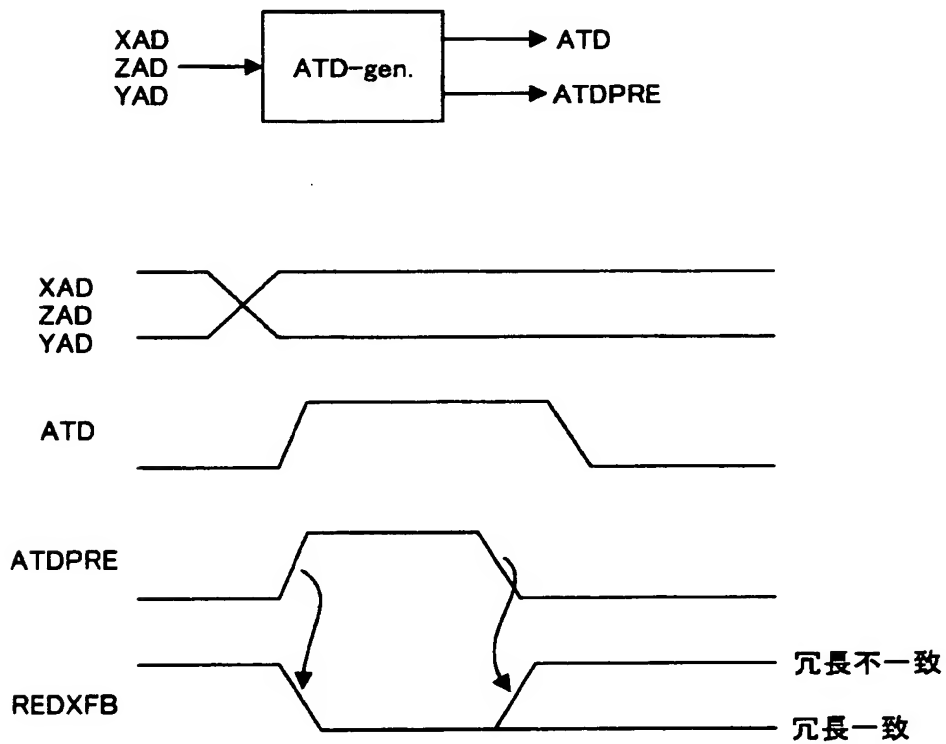 XAD
ZAD
YAD
ATD-gen.
ATD
ATDPRE
XAD
ZAD
YAD
ATD
ATDPRE
REDXFB
冗長不一致
冗長一致